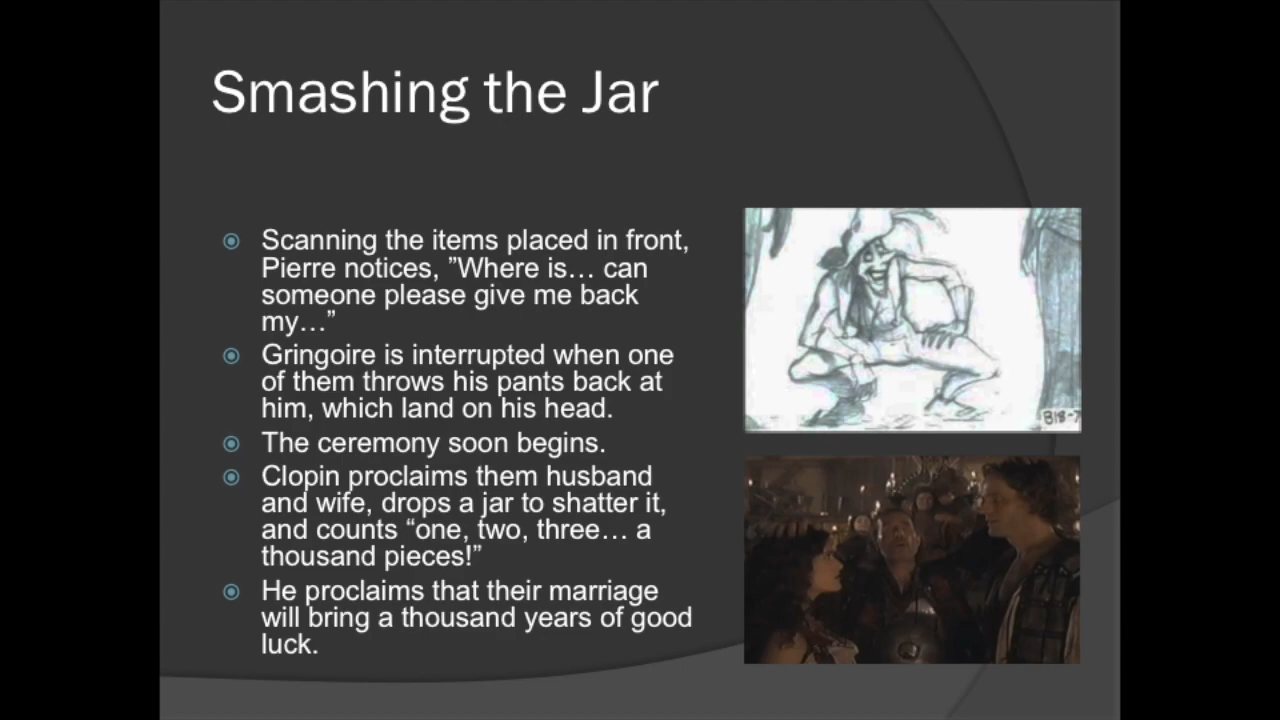 Smashing the Jar
Scanning the items placed in front,
Pierre notices, ”Where is… can
someone please give me back
my…”
Gringoire is interrupted when one
of them throws his pants back at
him, which land on his head.
The ceremony soon begins.
Clopin proclaims them husband
and wife, drops a jar to shatter it,
and counts “one, two, three… a
thousand pieces!”
He proclaims that their marriage
will bring a thousand years of good
luck.